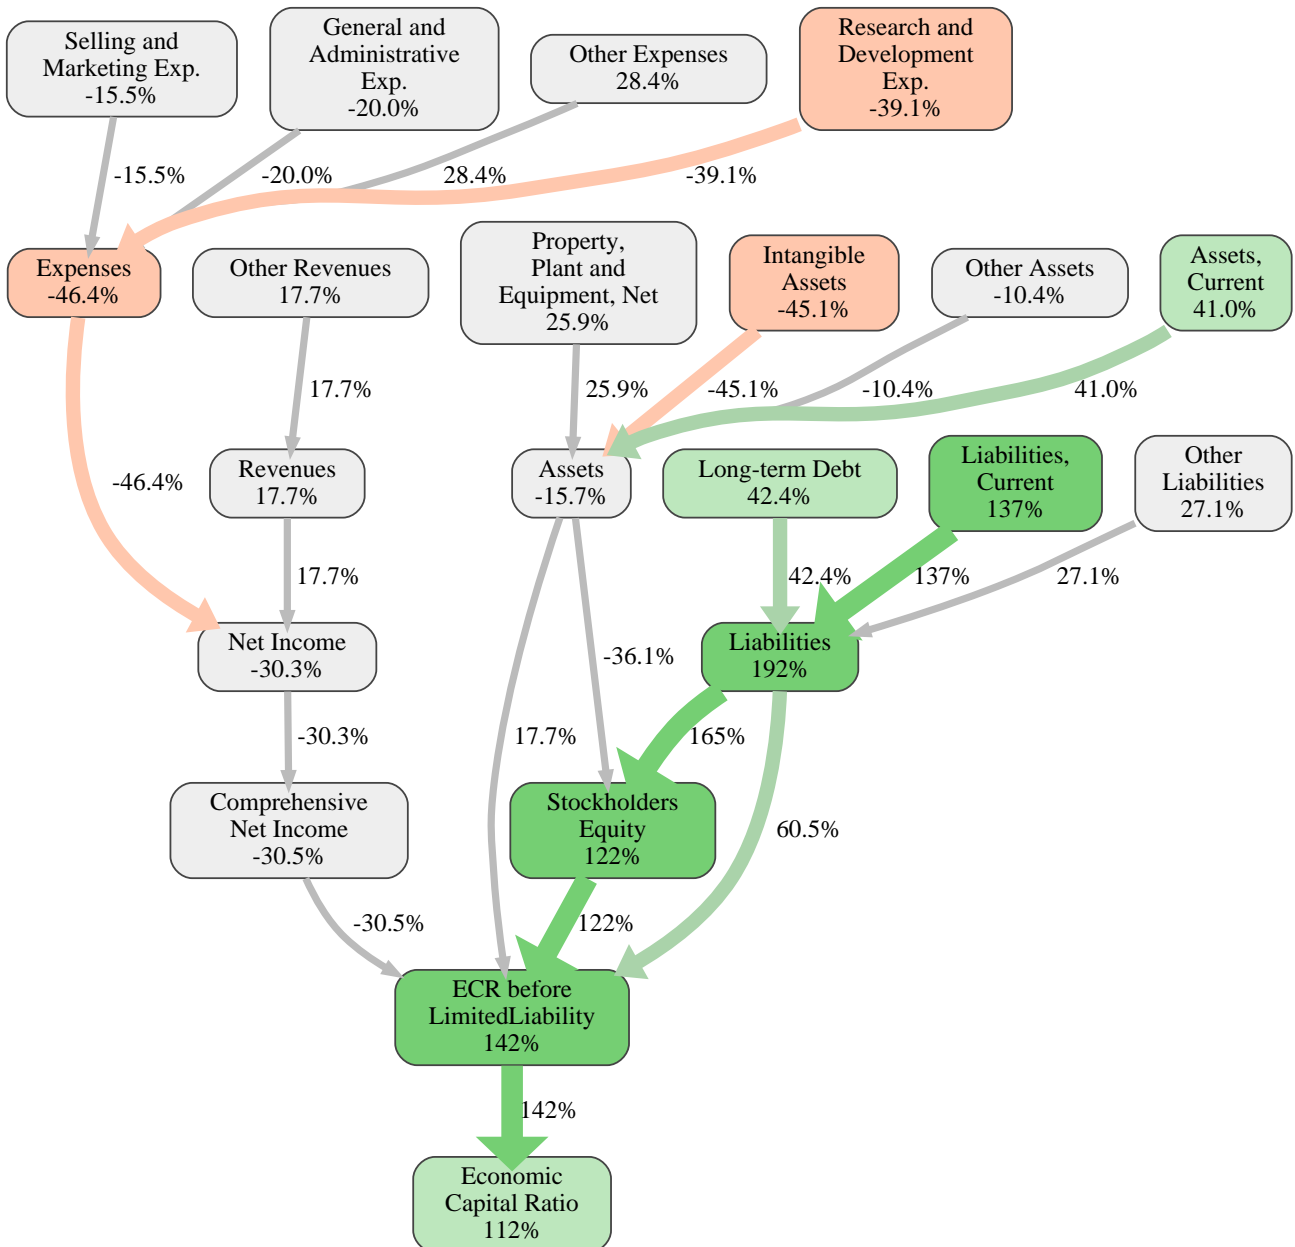 Selling and
Marketing Exp.
-15.5%
General and
Administrative
Exp.
-20.0%
Other Expenses
28.4%
Research and
Development
Exp.
-39.1%
-15.5%
-20.0%
28.4%
-39.1%
Expenses
-46.4%
Other Revenues
17.7%
Property,
Plant and
Equipment, Net
25.9%
Intangible
Assets
-45.1%
Other Assets
-10.4%
Assets,
Current
41.0%
17.7%
25.9%
-45.1%
-10.4%
41.0%
-46.4%
Revenues
17.7%
Assets
-15.7%
Long-term Debt
42.4%
Liabilities,
Current
137%
Other
Liabilities
27.1%
17.7%
42.4%
137%
27.1%
Net Income
-30.3%
-36.1%
Liabilities
192%
-30.3%
17.7%
165%
Comprehensive
Net Income
-30.5%
Stockholders
Equity
122%
60.5%
-30.5%
122%
ECR before
LimitedLiability
142%
142%
Economic
Capital Ratio
112%